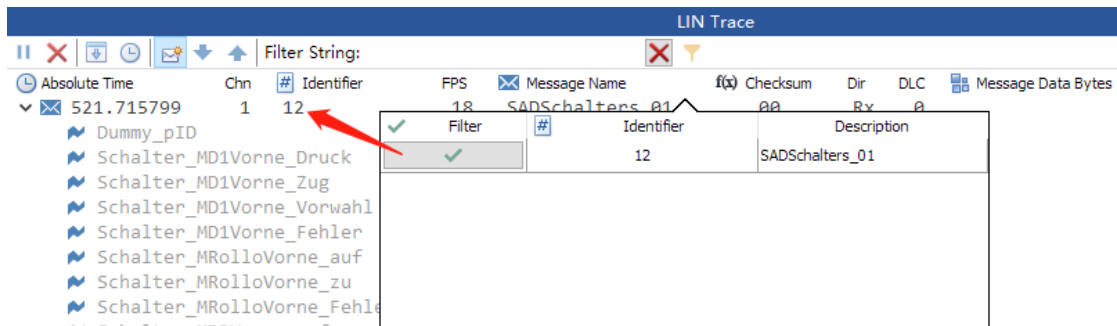 LIN Trace
Filter String:
Absolute Time Chn # Identifier FPS Message Name f(x) Checksum Dir DLC Message Data Bytes
521.715799 1 12 18 SADSchalters_01 00 Rx 0
Filter # Identifier Description
12 SADSchalters_01
Dummy_pID
Schalter_MD1Vorne_Druck
Schalter_MD1Vorne_Zug
Schalter_MD1Vorne_Vorwahl
Schalter_MD1Vorne_Fehler
Schalter_MRolloVorne_auf
Schalter_MRolloVorne_zu
Schalter_MRolloVorne_Fehle